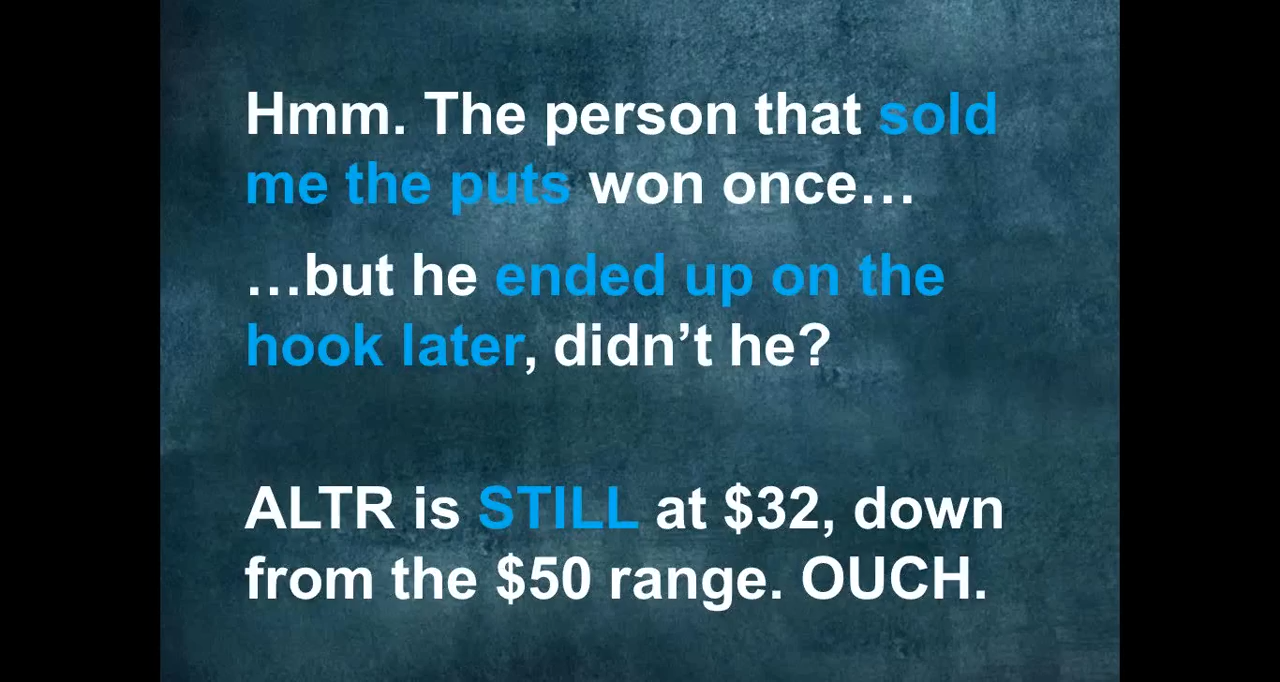 Hmm. The person that sold
me the puts won once…
…but he ended up on the
hook later, didn’t he?
ALTR is STILL at $32, down
from the $50 range. OUCH.